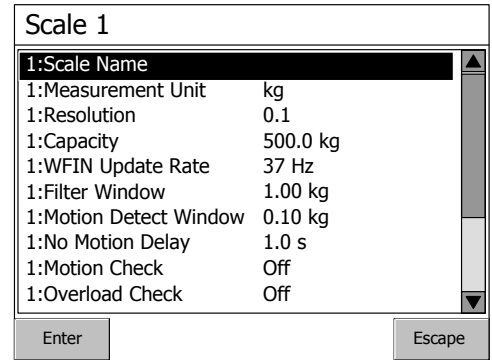 Scale 1
1:Scale Name
1:Measurement Unit kg
1:Resolution 0.1
1:Capacity 500.0 kg
1:WFIN Update Rate 37 Hz
1:Filter Window 1.00 kg
1:Motion Detect Window 0.10 kg
1:No Motion Delay 1.0 s
1:Motion Check Off
1:Overload Check Off
Enter Escape